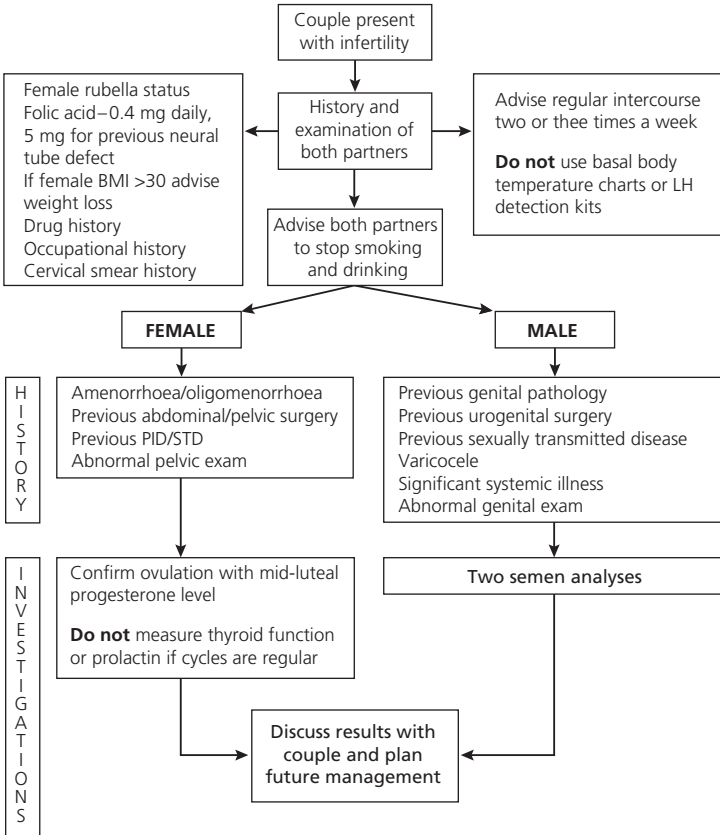 Couple present
with infertility
Female rubella status
Folic acid–0.4 mg daily,
5 mg for previous neural
tube defect
If female BMI >30 advise
weight loss
Drug history
Occupational history
Cervical smear history
History and
examination of
both partners
Advise regular intercourse
two or thee times a week
Do not use basal body
temperature charts or LH
detection kits
Advise both partners
to stop smoking
and drinking
FEMALE
MALE
HISTORY
Amenorrhoea/oligomenorrhoea
Previous abdominal/pelvic surgery
Previous PID/STD
Abnormal pelvic exam
Previous genital pathology
Previous urogenital surgery
Previous sexually transmitted disease
Varicocele
Significant systemic illness
Abnormal genital exam
INVESTIGATIONS
Confirm ovulation with mid-luteal
progesterone level
Do not measure thyroid function
or prolactin if cycles are regular
Two semen analyses
Discuss results with
couple and plan
future management